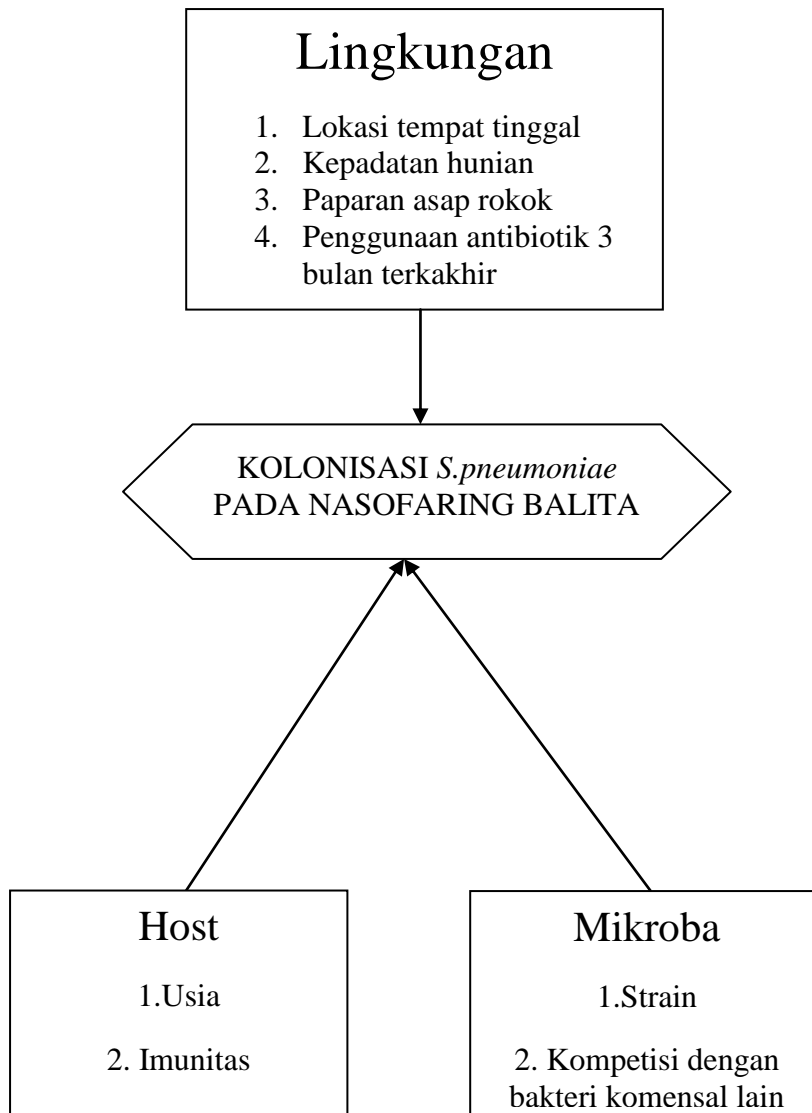 Lingkungan
1. Lokasi tempat tinggal
2. Kepadatan hunian
3. Paparan asap rokok
4. Penggunaan antibiotik 3
bulan terkakhir
KOLONISASI S.pneumoniae
PADA NASOFARING BALITA
Host
1.Usia
2. Imunitas
Mikroba
1.Strain
2. Kompetisi dengan
bakteri komensal lain